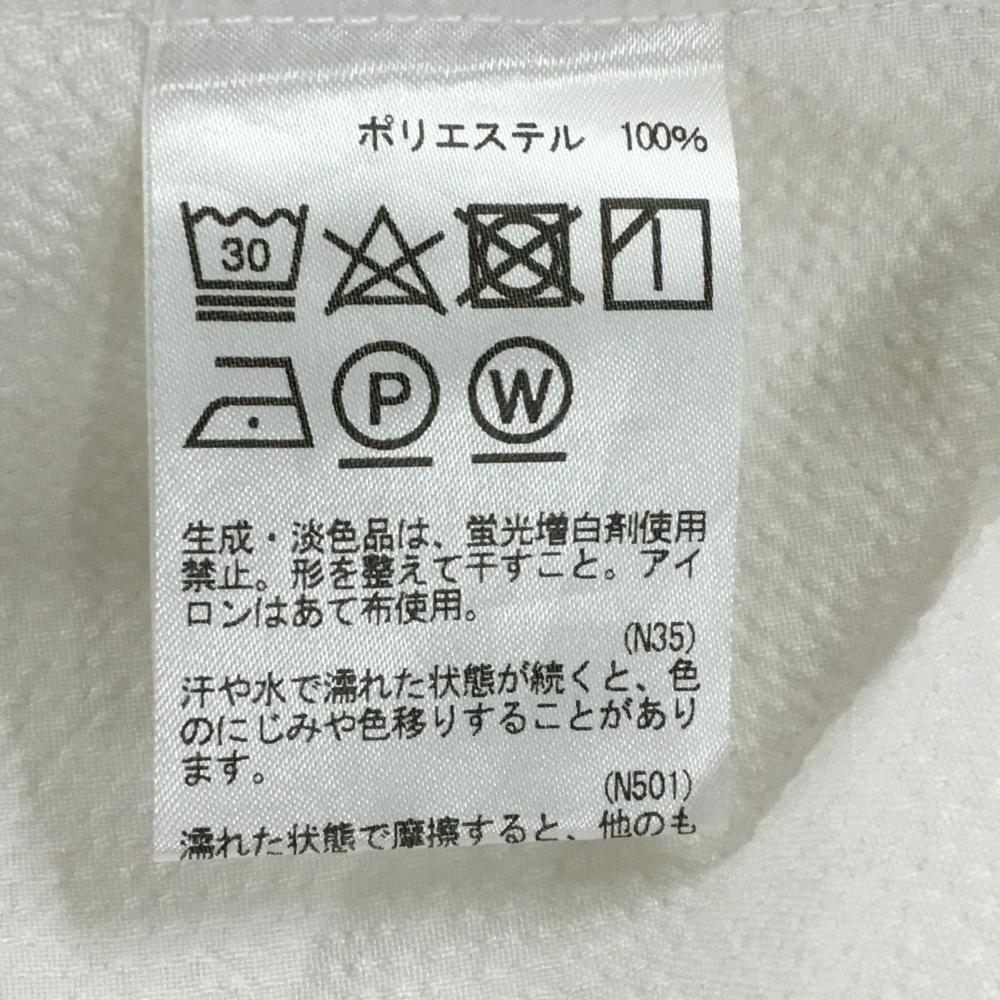 ポリエステル 100%
30
P W
生成・淡色品は、蛍光増白剤使用
禁止。形を整えて干すこと。アイ
ロンはあて布使用。
(N35)
汗や水で濡れた状態が続くと、色
のにじみや色移りすることがあり
ます。
(N501)
濡れた状態で摩擦すると、他のも